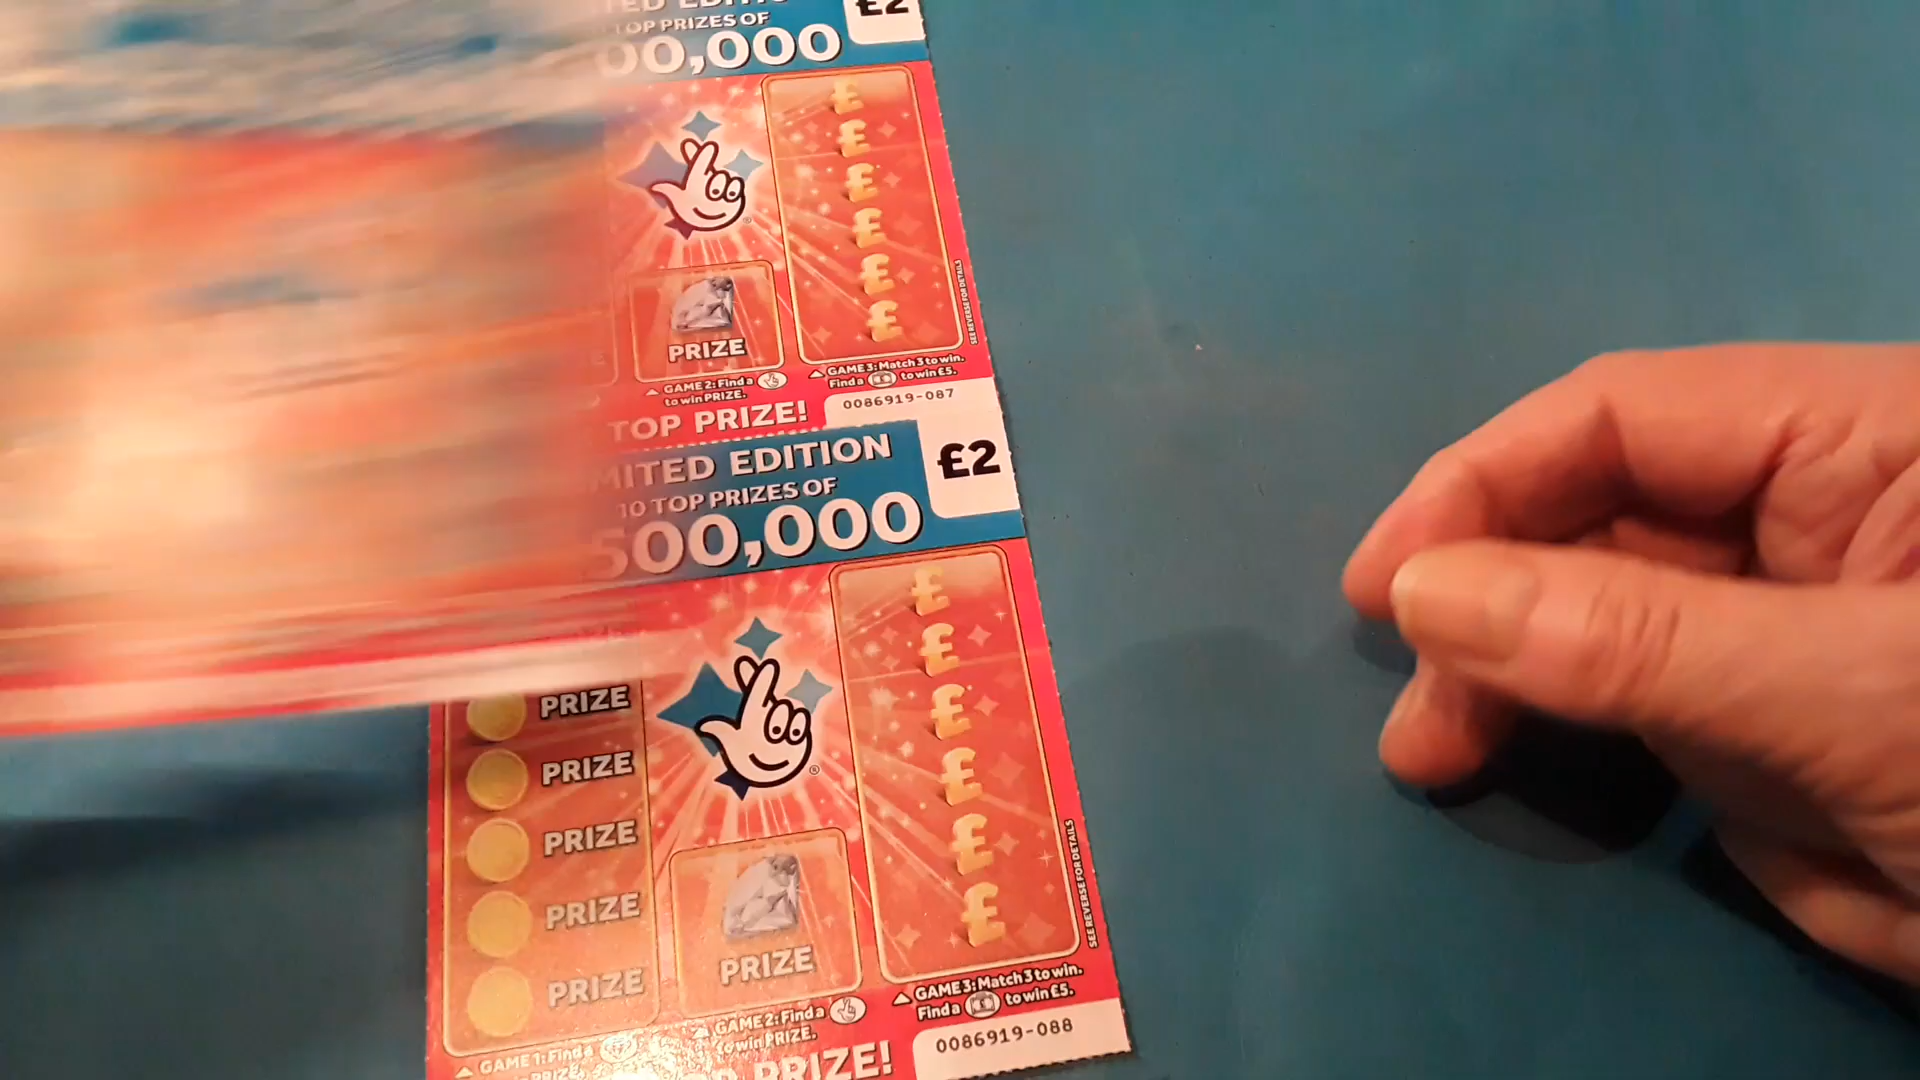 TOP PRIZES OF
00,000
£2
PRIZE
GAME 2: Find a
to win PRIZE.
GAME 3: Match 3 to win.
Find a to win £5.
SEE REVERSE FOR DETAILS
TOP PRIZE!
0086919-087
MITED EDITION
10 TOP PRIZES OF
500,000
£2
PRIZE
PRIZE
PRIZE
PRIZE
PRIZE
PRIZE
GAME 1: Find a
PRIZE.
GAME 2: Find a
to win PRIZE.
GAME 3: Match 3 to win.
Find a to win £5.
SEE REVERSE FOR DETAILS
PRIZE!
0086919-088